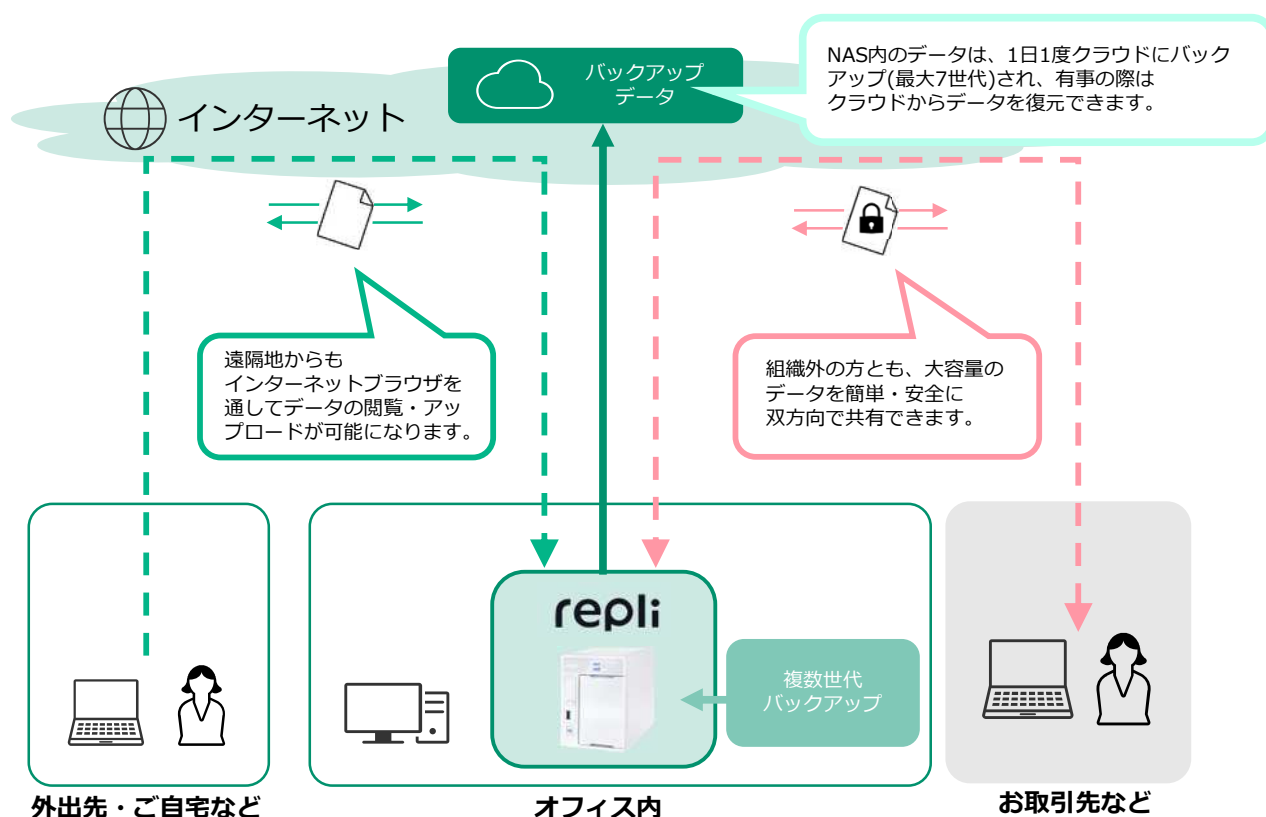 バックアップ
データ
NAS内のデータは、1日1度クラウドにバック
アップ(最大7世代)され、有事の際は
クラウドからデータを復元できます。
インターネット
遠隔地からも
インターネットブラウザを
通してデータの閲覧・アッ
プロードが可能になります。
組織外の方とも、大容量の
データを簡単・安全に
双方向で共有できます。
repli
複数世代
バックアップ
外出先・ご自宅など
オフィス内
お取引先など